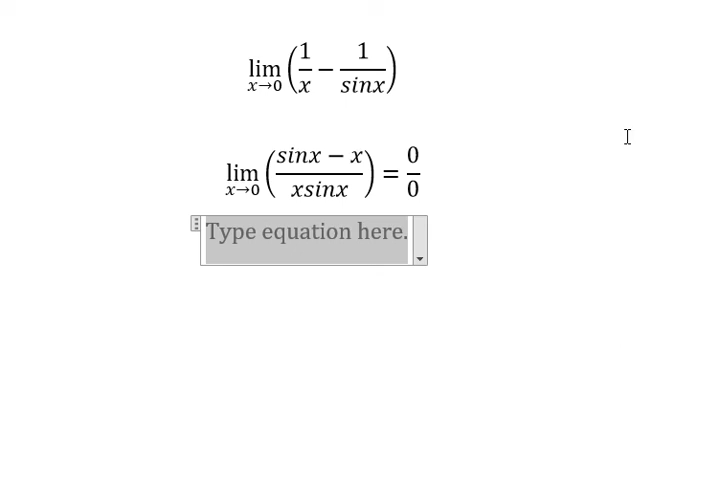 lim x→0 (1/x − 1/sinx)
lim x→0 (sinx − x/xsinx) = 0/0
Type equation here.